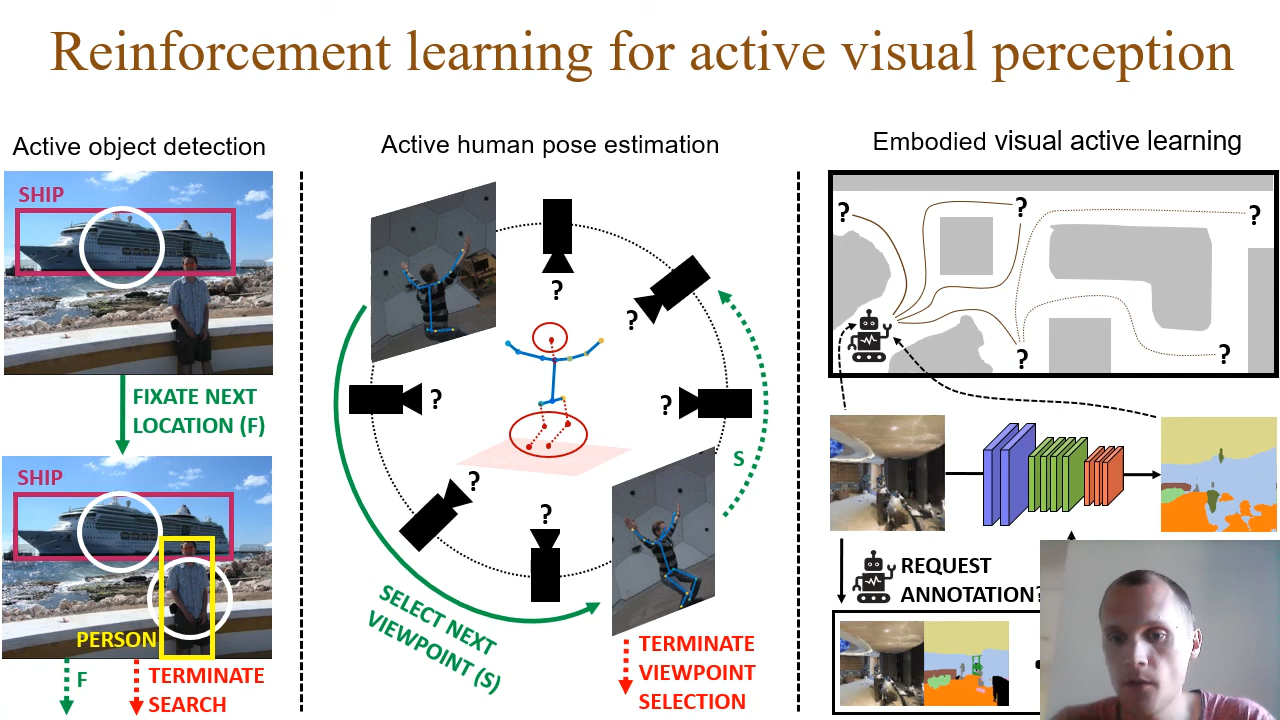 Reinforcement learning for active visual perception
Active object detection
SHIP
FIXATE NEXT
LOCATION (F)
SHIP
PERSON
F
TERMINATE
SEARCH
Active human pose estimation
?
?
?
?
?
?
S
SELECT NEXT
VIEWPOINT (S)
TERMINATE
VIEWPOINT
SELECTION
Embodied visual active learning
?
?
?
?
?
REQUEST
ANNOTATION?